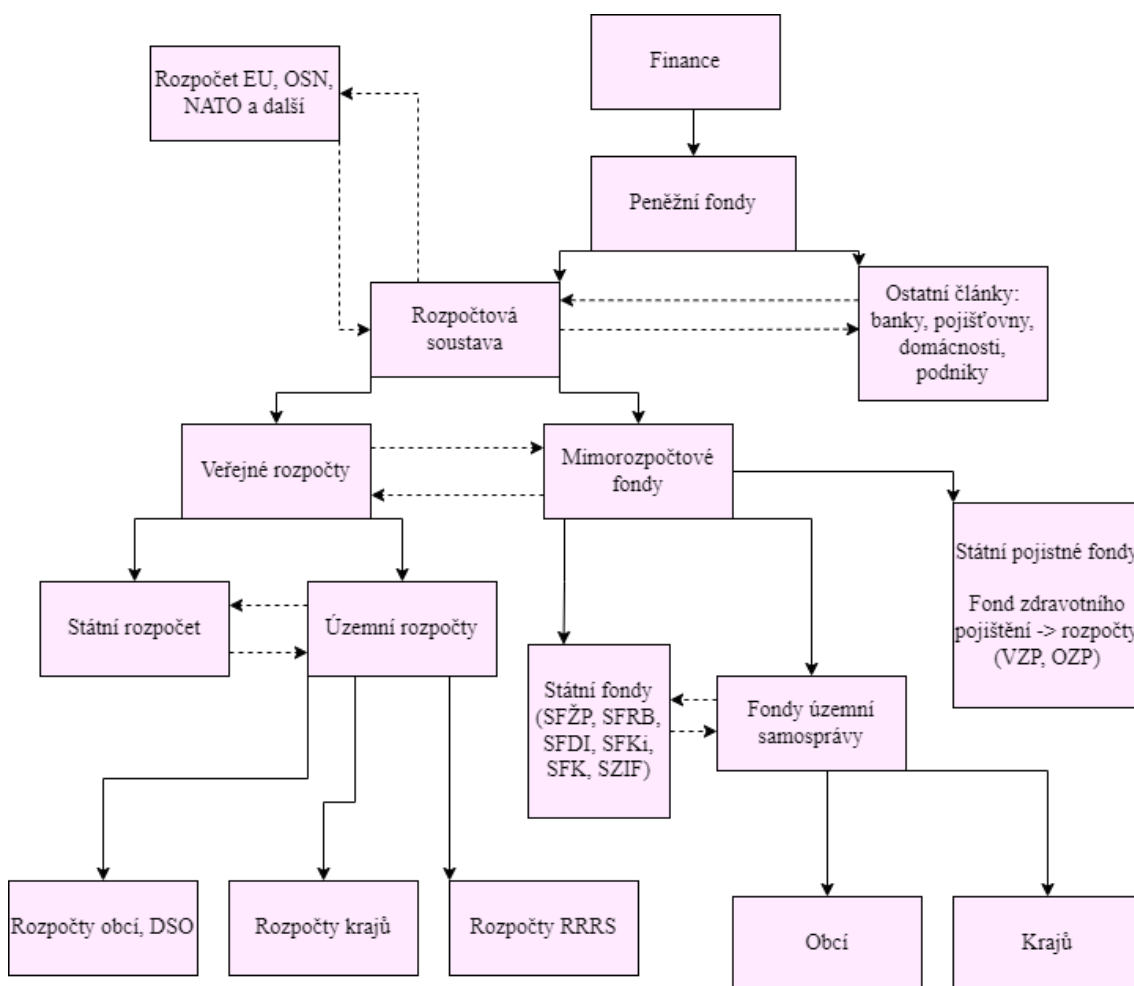 Finance
Rozpočet EU, OSN,
NATO a další
Peněžní fondy
Ostatní články:
banky, pojišťovny,
domácnosti,
podniky
Rozpočtová
soustava
Veřejné rozpočty
Mimorozpočtové
fondy
Státní pojistné fondy
Fond zdravotního
pojištění -> rozpočty
(VZP, OZP)
Státní rozpočet
Územní rozpočty
Státní fondy
(SFŽP, SFRB,
SFDI, SFKi,
SFK, SZIF)
Fondy územní
samosprávy
Rozpočty obcí, DSO
Rozpočty krajů
Rozpočty RRRS
Obcí
Krajů